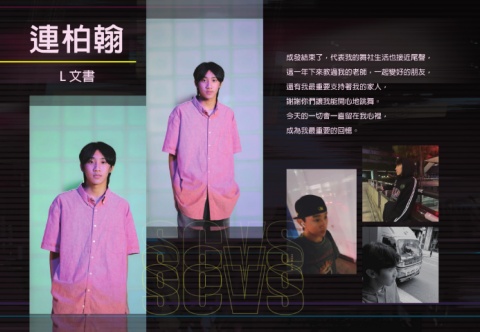 連柏翰
L 文書
成發結束了，代表我的舞社生活也接近尾聲，
這一年下來教過我的老師，一起變好的朋友，
還有我最重要支持著我的家人，
謝謝你們讓我能開心地跳舞。
今天的一切會一直留在我心裡，
成為我最重要的回憶。
SCVS
SCVS